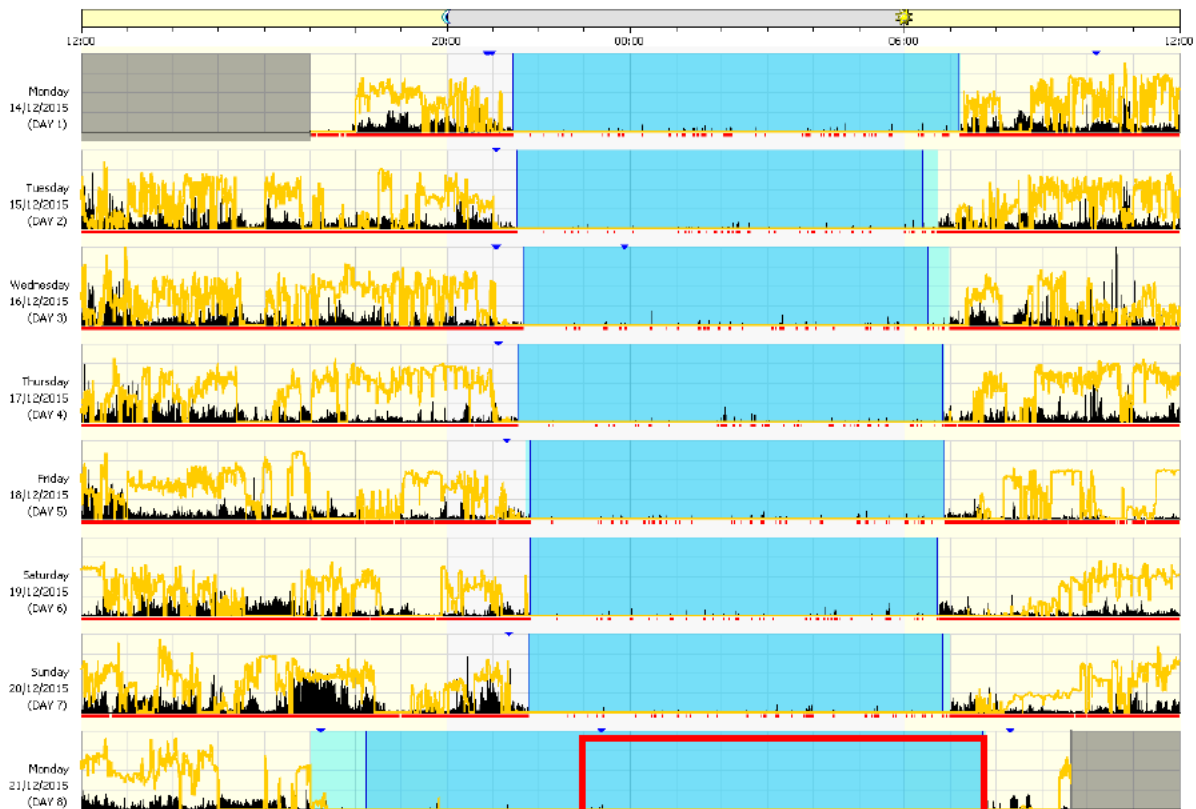 12:00 20:00 00:00 06:00 12:00
Monday
14/12/2015
(DAY 1)
Tuesday
15/12/2015
(DAY 2)
Wednesday
16/12/2015
(DAY 3)
Thursday
17/12/2015
(DAY 4)
Friday
18/12/2015
(DAY 5)
Saturday
19/12/2015
(DAY 6)
Sunday
20/12/2015
(DAY 7)
Monday
21/12/2015
(DAY 8)